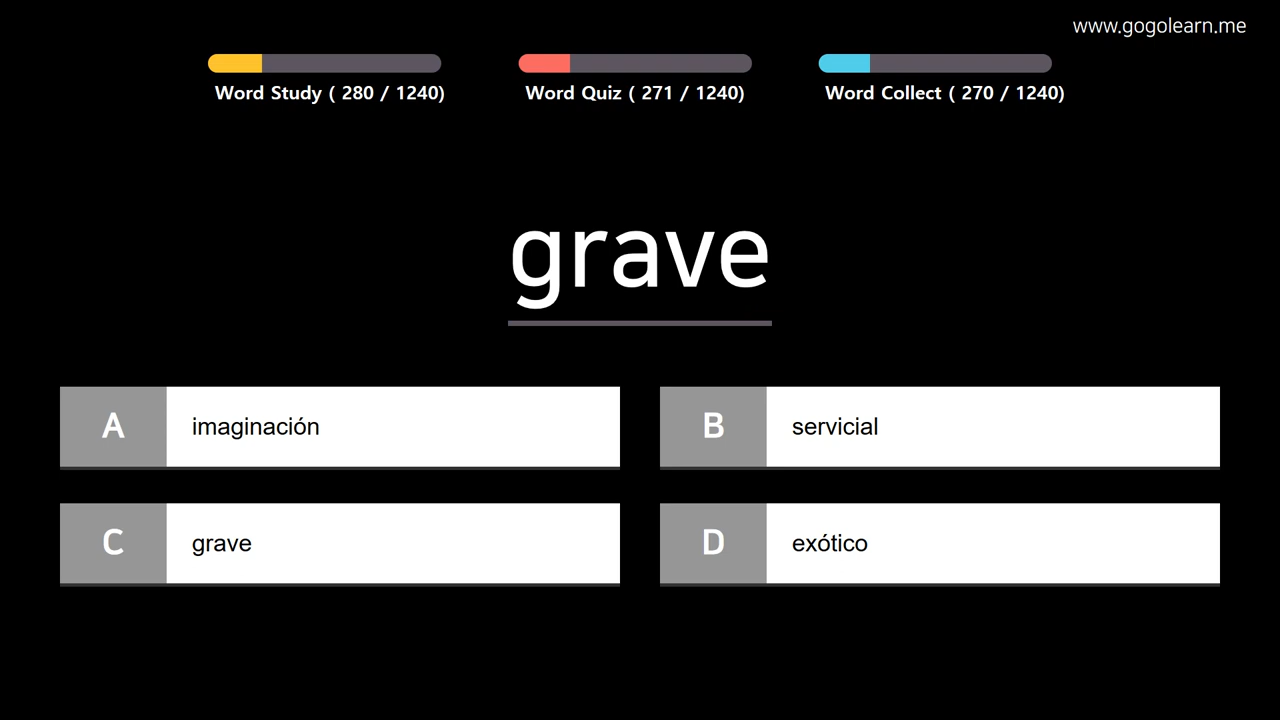 www.gogolearn.me
Word Study ( 280 / 1240)
Word Quiz ( 271 / 1240)
Word Collect ( 270 / 1240)
grave
A imaginación
B servicial
C grave
D exótico